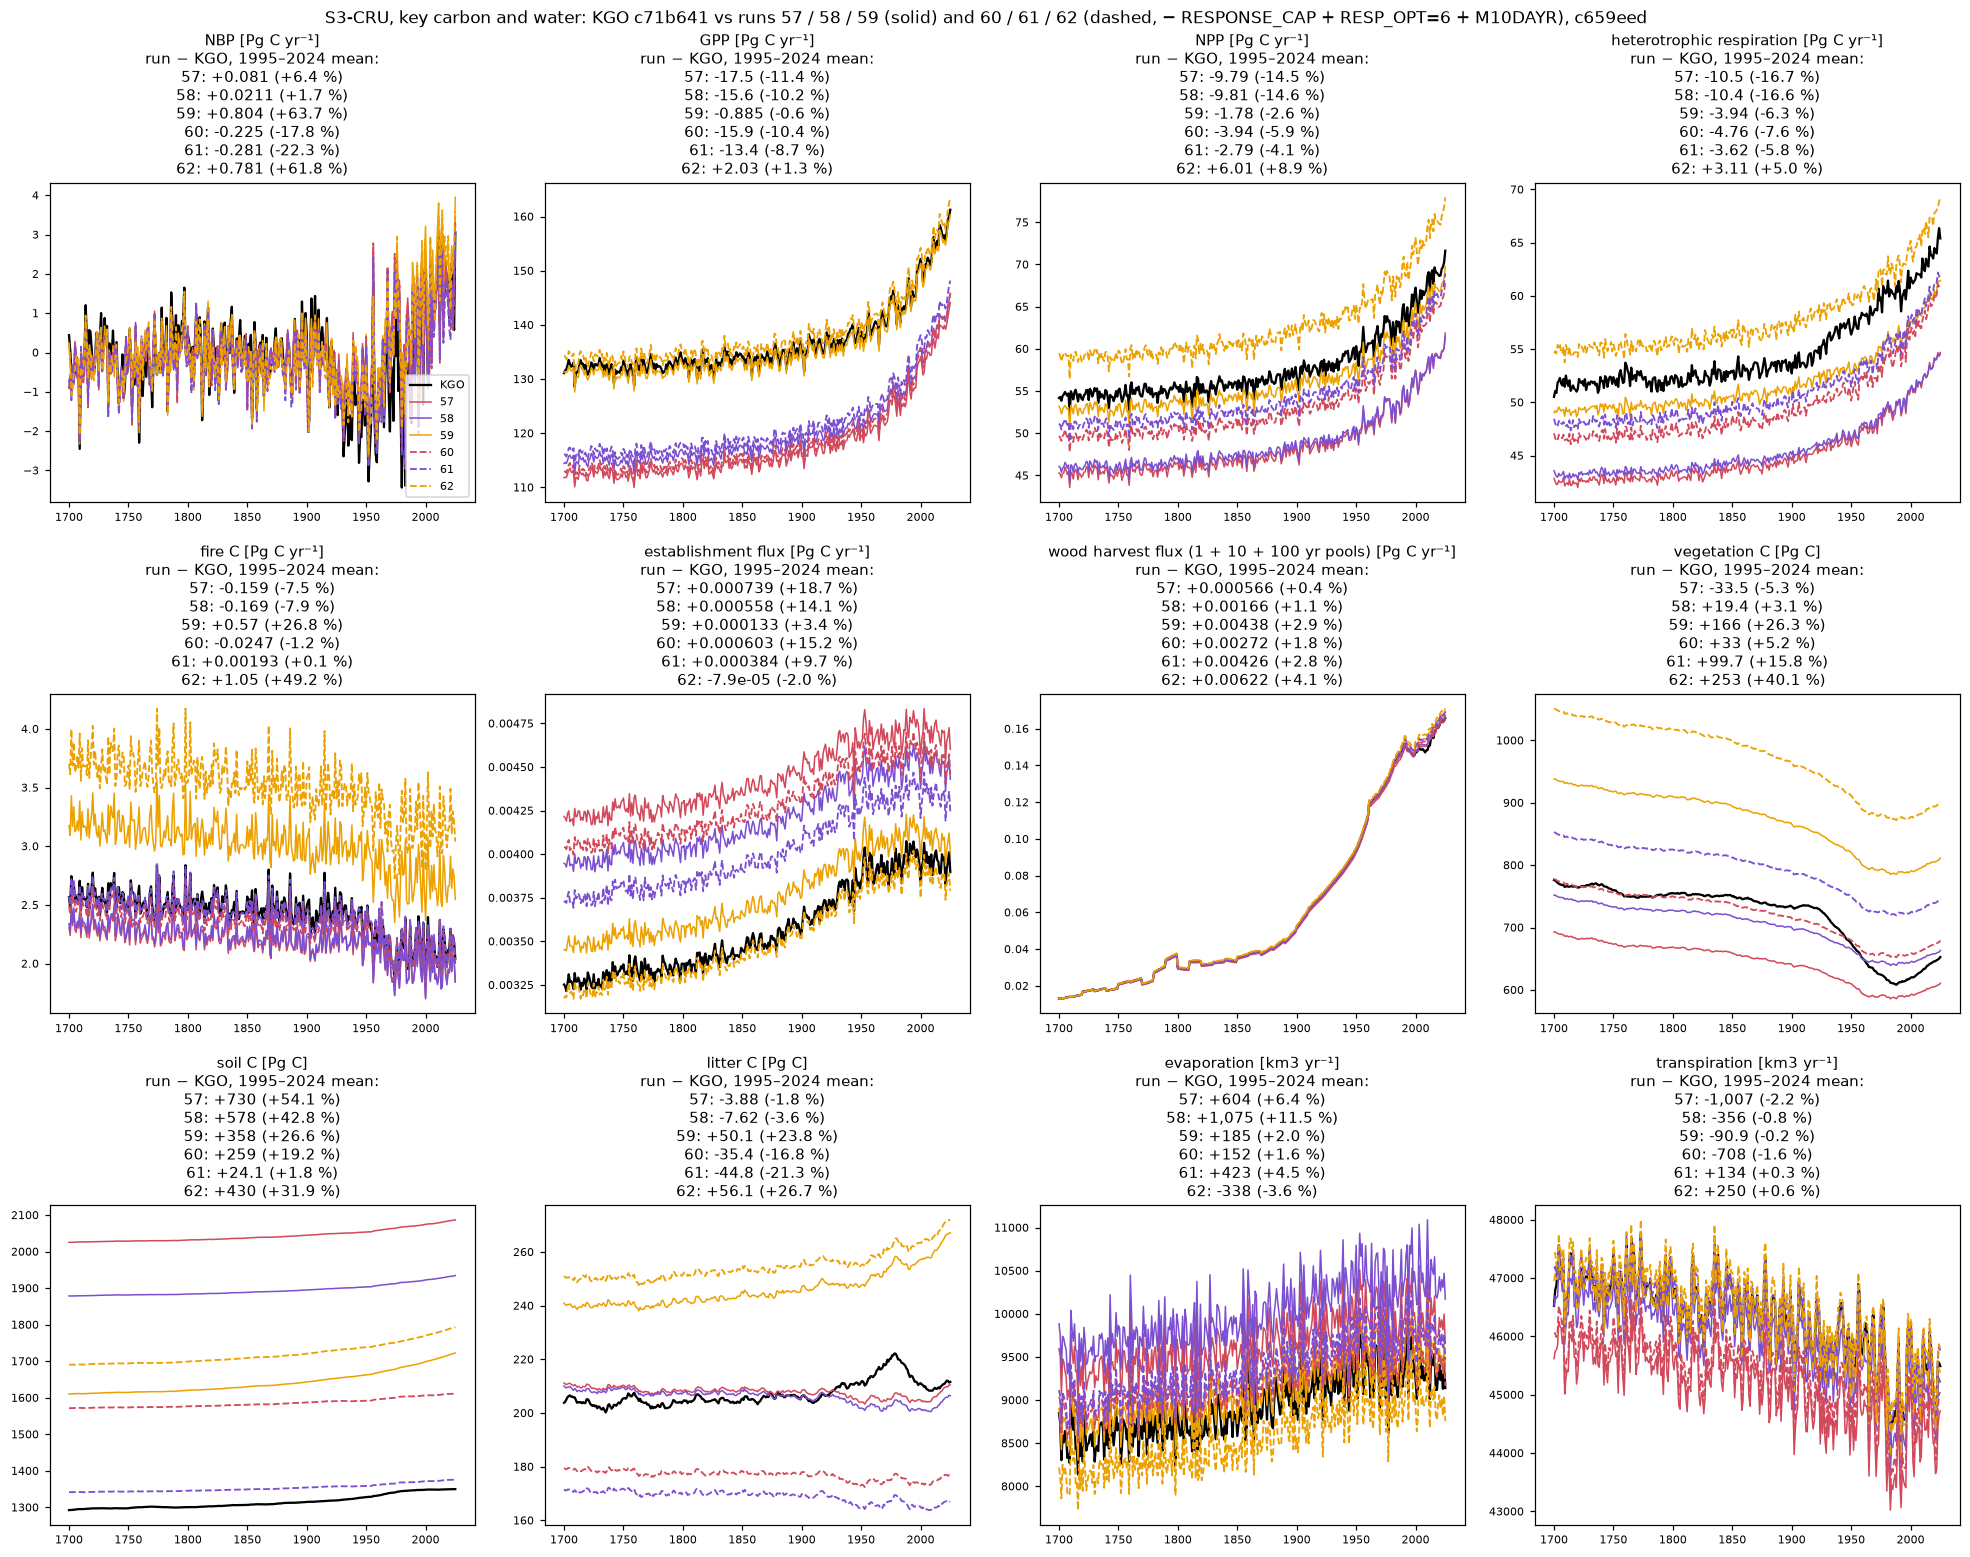 S3-CRU, key carbon and water: KGO c71b641 vs runs 57 / 58 / 59 (solid) and 60 / 61 / 62 (dashed, − RESPONSE_CAP + RESP_OPT=6 + M10DAYR), c659eed
NBP [Pg C yr⁻¹]
run − KGO, 1995–2024 mean:
57: +0.081 (+6.4 %)
58: +0.0211 (+1.7 %)
59: +0.804 (+63.7 %)
60: -0.225 (-17.8 %)
61: -0.281 (-22.3 %)
62: +0.781 (+61.8 %)
4
3
2
1
0
−1
−2
−3
KGO
57
58
59
60
61
62
1700 1750 1800 1850 1900 1950 2000
GPP [Pg C yr⁻¹]
run − KGO, 1995–2024 mean:
57: -17.5 (-11.4 %)
58: -15.6 (-10.2 %)
59: -0.885 (-0.6 %)
60: -15.9 (-10.4 %)
61: -13.4 (-8.7 %)
62: +2.03 (+1.3 %)
160
150
140
130
120
110
1700 1750 1800 1850 1900 1950 2000
NPP [Pg C yr⁻¹]
run − KGO, 1995–2024 mean:
57: -9.79 (-14.5 %)
58: -9.81 (-14.6 %)
59: -1.78 (-2.6 %)
60: -3.94 (-5.9 %)
61: -2.79 (-4.1 %)
62: +6.01 (+8.9 %)
75
70
65
60
55
50
45
1700 1750 1800 1850 1900 1950 2000
heterotrophic respiration [Pg C yr⁻¹]
run − KGO, 1995–2024 mean:
57: -10.5 (-16.7 %)
58: -10.4 (-16.6 %)
59: -3.94 (-6.3 %)
60: -4.76 (-7.6 %)
61: -3.62 (-5.8 %)
62: +3.11 (+5.0 %)
70
65
60
55
50
45
1700 1750 1800 1850 1900 1950 2000
fire C [Pg C yr⁻¹]
run − KGO, 1995–2024 mean:
57: -0.159 (-7.5 %)
58: -0.169 (-7.9 %)
59: +0.57 (+26.8 %)
60: -0.0247 (-1.2 %)
61: +0.00193 (+0.1 %)
62: +1.05 (+49.2 %)
4.0
3.5
3.0
2.5
2.0
1700 1750 1800 1850 1900 1950 2000
establishment flux [Pg C yr⁻¹]
run − KGO, 1995–2024 mean:
57: +0.000739 (+18.7 %)
58: +0.000558 (+14.1 %)
59: +0.000133 (+3.4 %)
60: +0.000603 (+15.2 %)
61: +0.000384 (+9.7 %)
62: -7.9e-05 (-2.0 %)
0.00475
0.00450
0.00425
0.00400
0.00375
0.00350
0.00325
1700 1750 1800 1850 1900 1950 2000
wood harvest flux (1 + 10 + 100 yr pools) [Pg C yr⁻¹]
run − KGO, 1995–2024 mean:
57: +0.000566 (+0.4 %)
58: +0.00166 (+1.1 %)
59: +0.00438 (+2.9 %)
60: +0.00272 (+1.8 %)
61: +0.00426 (+2.8 %)
62: +0.00622 (+4.1 %)
0.16
0.14
0.12
0.10
0.08
0.06
0.04
0.02
1700 1750 1800 1850 1900 1950 2000
vegetation C [Pg C]
run − KGO, 1995–2024 mean:
57: -33.5 (-5.3 %)
58: +19.4 (+3.1 %)
59: +166 (+26.3 %)
60: +33 (+5.2 %)
61: +99.7 (+15.8 %)
62: +253 (+40.1 %)
1000
900
800
700
600
1700 1750 1800 1850 1900 1950 2000
soil C [Pg C]
run − KGO, 1995–2024 mean:
57: +730 (+54.1 %)
58: +578 (+42.8 %)
59: +358 (+26.6 %)
60: +259 (+19.2 %)
61: +24.1 (+1.8 %)
62: +430 (+31.9 %)
2100
2000
1900
1800
1700
1600
1500
1400
1300
1700 1750 1800 1850 1900 1950 2000
litter C [Pg C]
run − KGO, 1995–2024 mean:
57: -3.88 (-1.8 %)
58: -7.62 (-3.6 %)
59: +50.1 (+23.8 %)
60: -35.4 (-16.8 %)
61: -44.8 (-21.3 %)
62: +56.1 (+26.7 %)
260
240
220
200
180
160
1700 1750 1800 1850 1900 1950 2000
evaporation [km3 yr⁻¹]
run − KGO, 1995–2024 mean:
57: +604 (+6.4 %)
58: +1,075 (+11.5 %)
59: +185 (+2.0 %)
60: +152 (+1.6 %)
61: +423 (+4.5 %)
62: -338 (-3.6 %)
11000
10500
10000
9500
9000
8500
8000
1700 1750 1800 1850 1900 1950 2000
transpiration [km3 yr⁻¹]
run − KGO, 1995–2024 mean:
57: -1,007 (-2.2 %)
58: -356 (-0.8 %)
59: -90.9 (-0.2 %)
60: -708 (-1.6 %)
61: +134 (+0.3 %)
62: +250 (+0.6 %)
48000
47000
46000
45000
44000
43000
1700 1750 1800 1850 1900 1950 2000